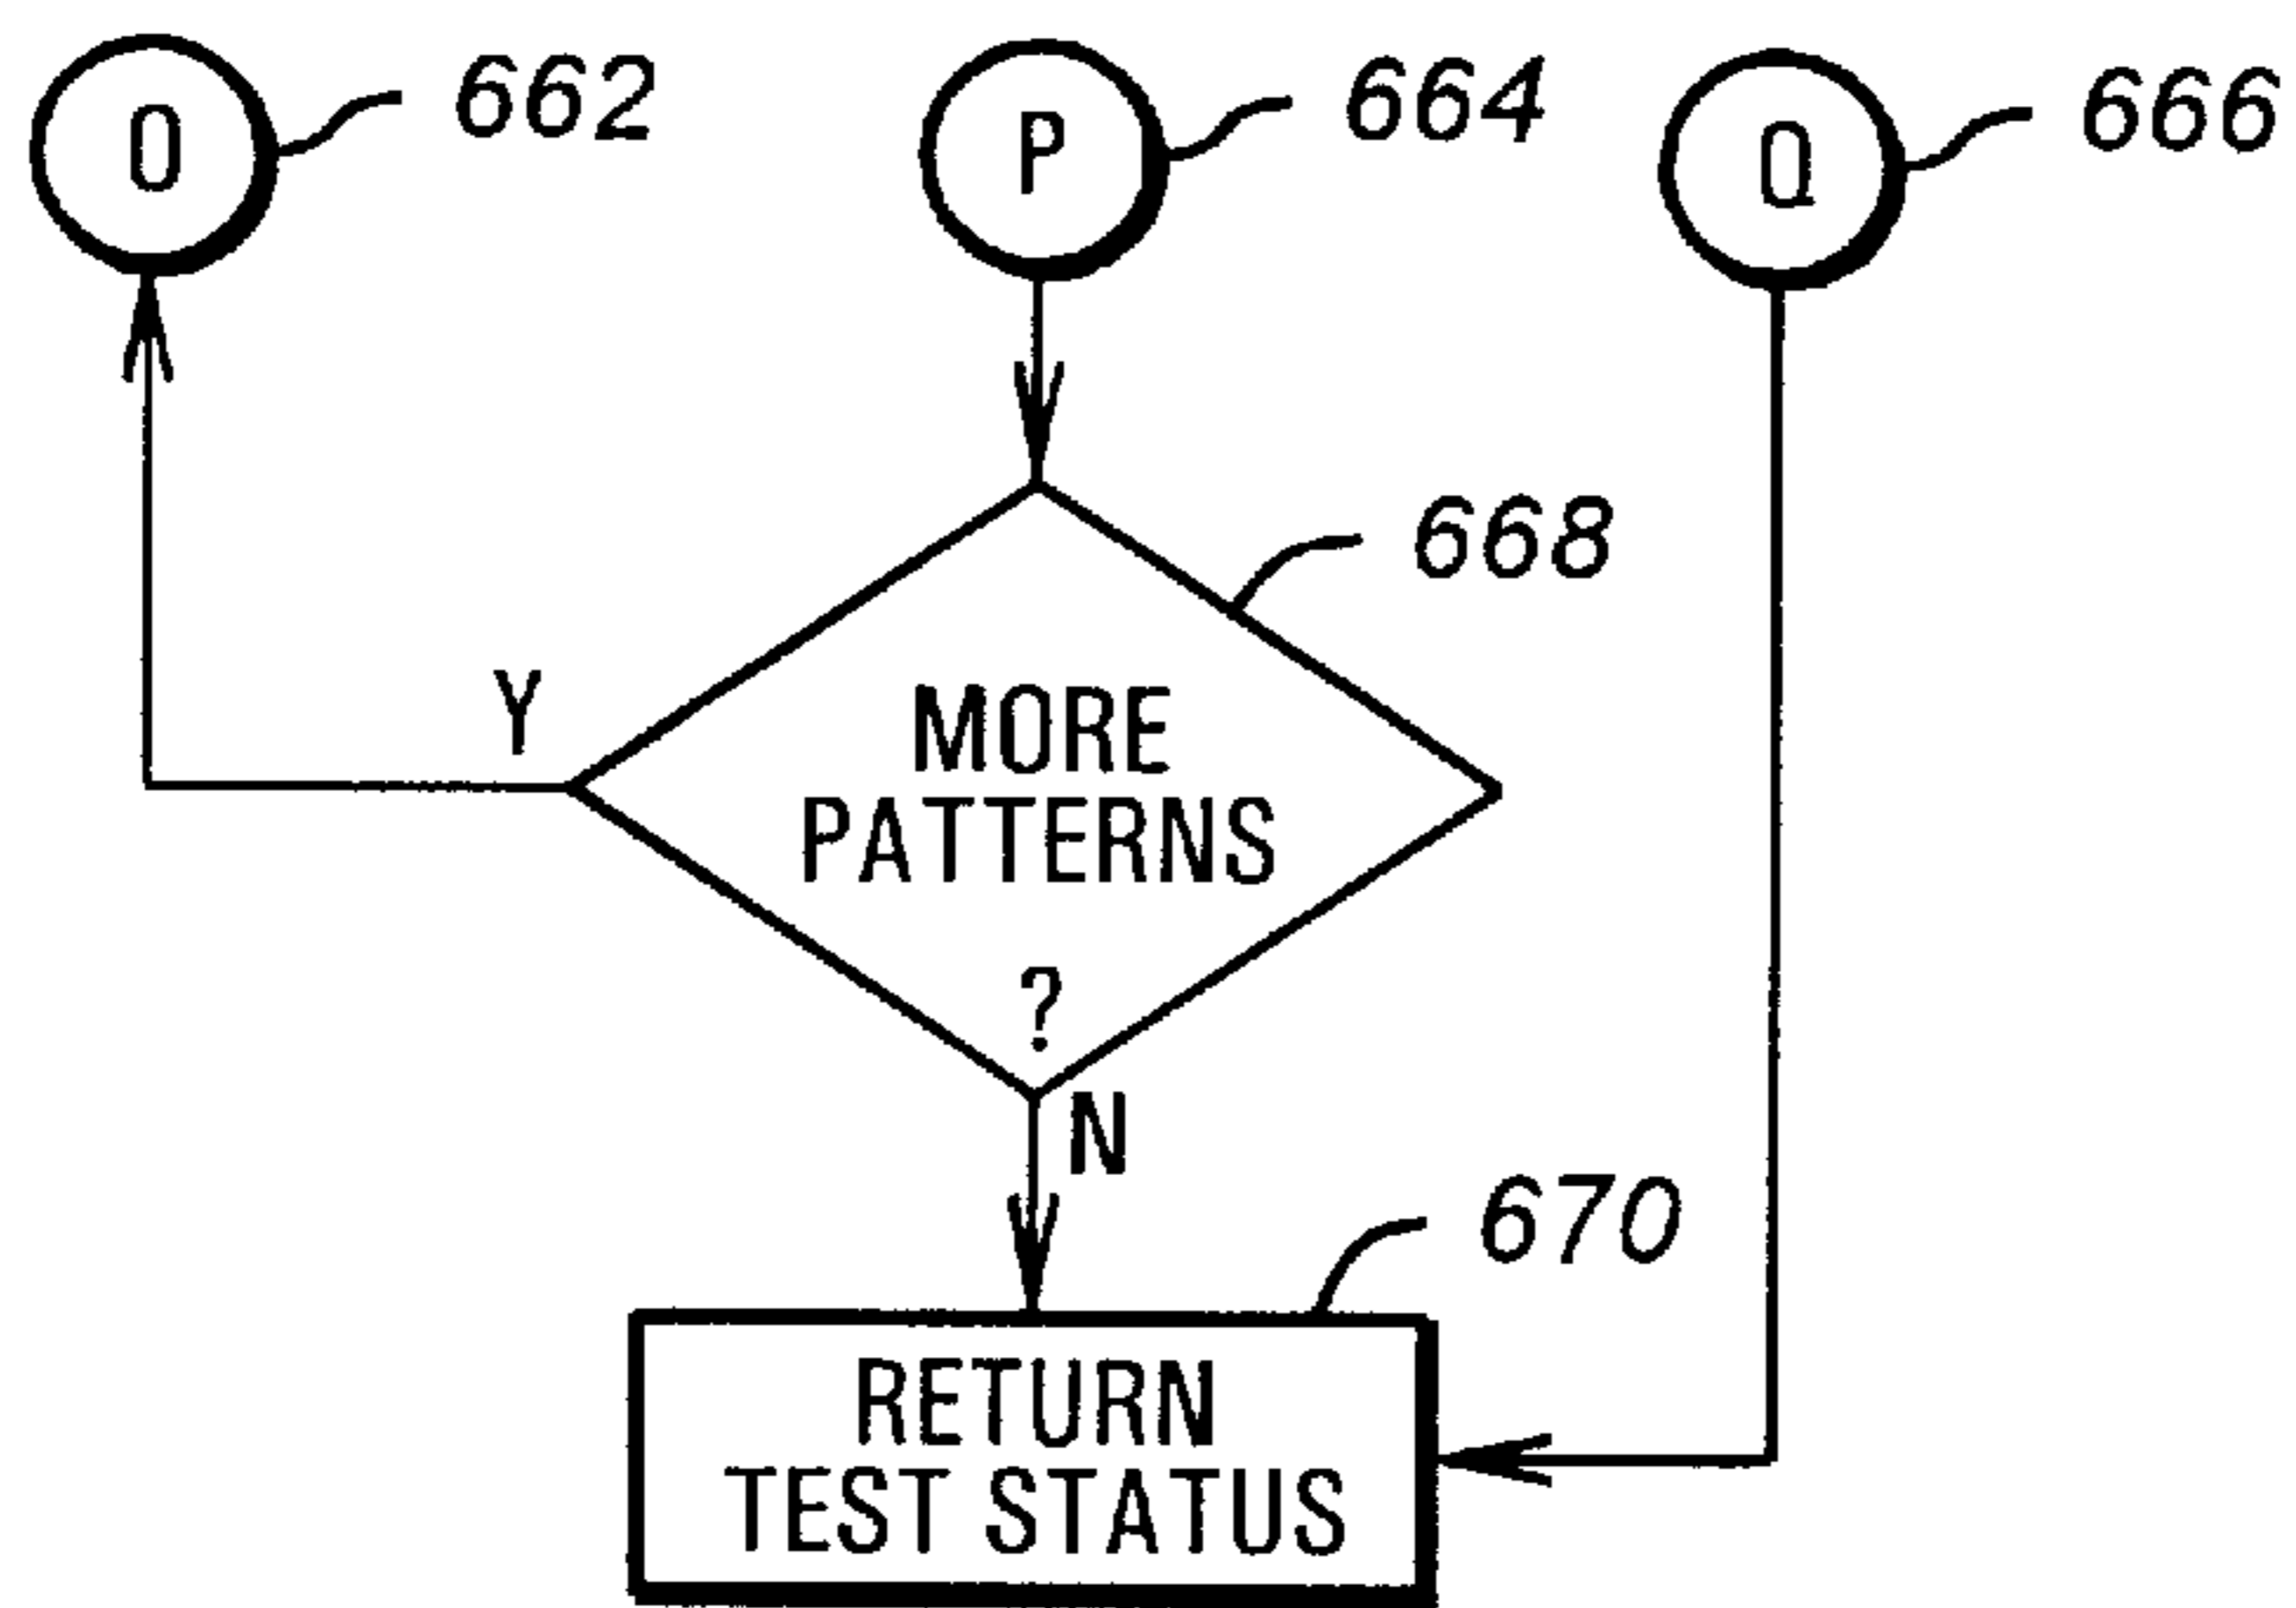 O 662
P 664
Q 666
668
Y
MORE
PATTERNS
?
N
670
RETURN
TEST STATUS